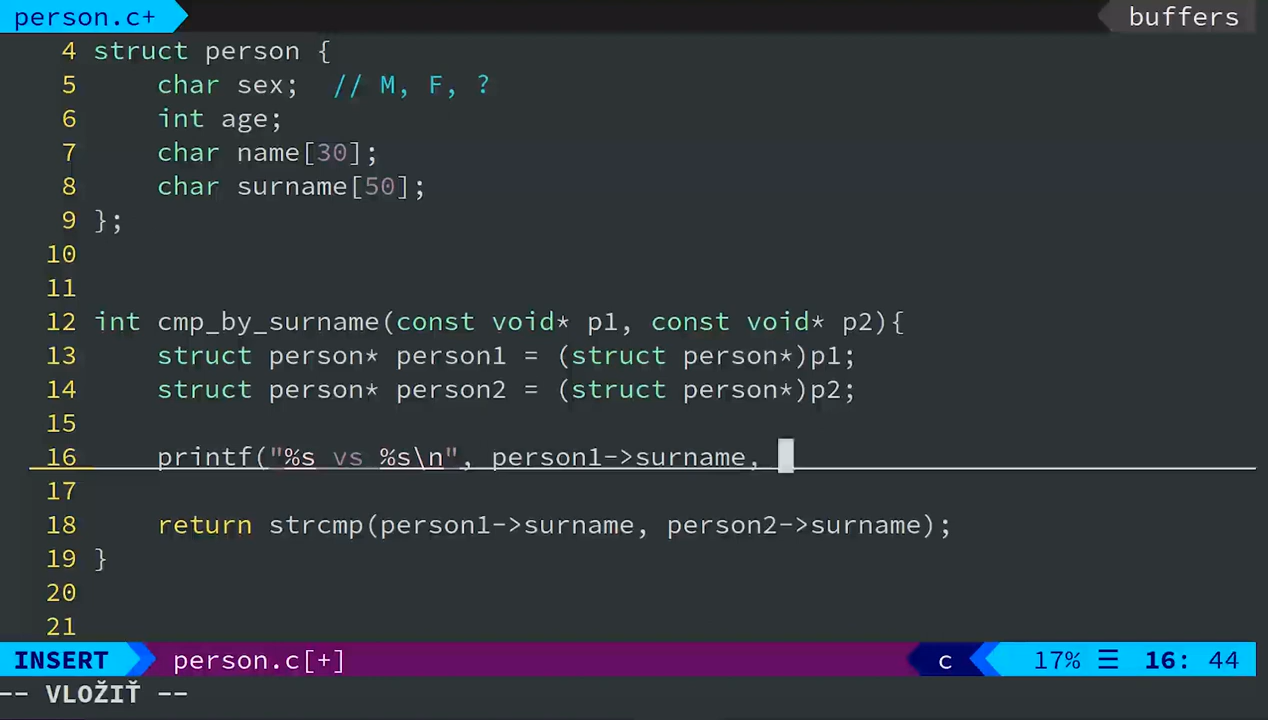 person.c+ buffers
4 struct person {
5     char sex;  // M, F, ?
6     int age;
7     char name[30];
8     char surname[50];
9 };
10
11
12 int cmp_by_surname(const void* p1, const void* p2){
13     struct person* person1 = (struct person*)p1;
14     struct person* person2 = (struct person*)p2;
15
16     printf("%s vs %s\n", person1->surname,
17
18     return strcmp(person1->surname, person2->surname);
19 }
20
21
INSERT person.c[+] c 17% ☰ 16: 44
-- VLOŽIŤ --